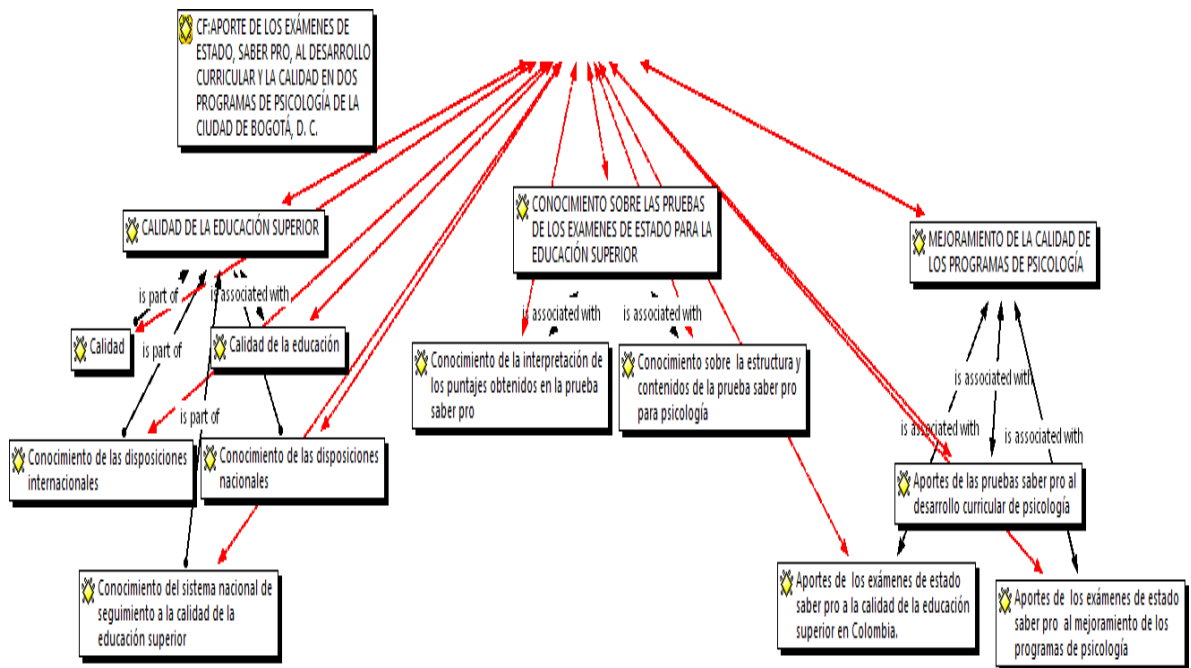 CF:APORTE DE LOS EXÁMENES DE
ESTADO, SABER PRO, AL DESARROLLO
CURRICULAR Y LA CALIDAD EN DOS
PROGRAMAS DE PSICOLOGÍA DE LA
CIUDAD DE BOGOTÁ, D. C.
CALIDAD DE LA EDUCACIÓN SUPERIOR
CONOCIMIENTO SOBRE LAS PRUEBAS
DE LOS EXAMENES DE ESTADO PARA LA
EDUCACIÓN SUPERIOR
MEJORAMIENTO DE LA CALIDAD DE
LOS PROGRAMAS DE PSICOLOGÍA
is part of
is associated with
is associated with
is associated with
Calidad
is part of
Calidad de la educación
Conocimiento de la interpretación de
los puntajes obtenidos en la prueba
saber pro
Conocimiento sobre la estructura y
contenidos de la prueba saber pro
para psicología
is associated with
is part of
is associated with
is associated with
Conocimiento de las disposiciones
internacionales
Conocimiento de las disposiciones
nacionales
Aportes de las pruebas saber pro al
desarrollo curricular de psicología
Conocimiento del sistema nacional de
seguimiento a la calidad de la
educación superior
Aportes de los exámenes de estado
saber pro a la calidad de la educación
superior en Colombia.
Aportes de los exámenes de estado
saber pro al mejoramiento de los
programas de psicología